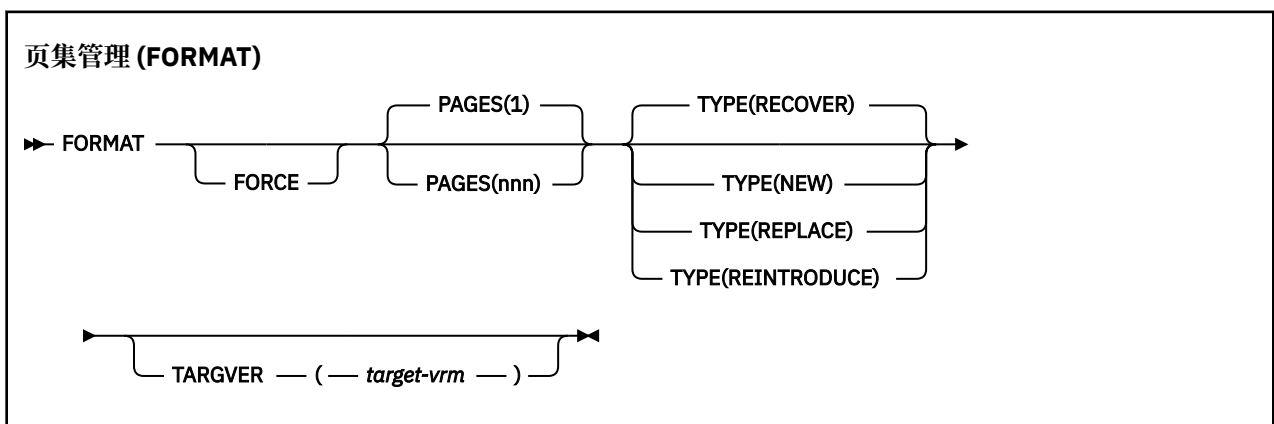 页集管理 (FORMAT)
PAGES(1) TYPE(RECOVER)
FORMAT
FORCE PAGES(nnn) TYPE(NEW)
TYPE(REPLACE)
TYPE(REINTRODUCE)
TARGVER ( target-vrm )